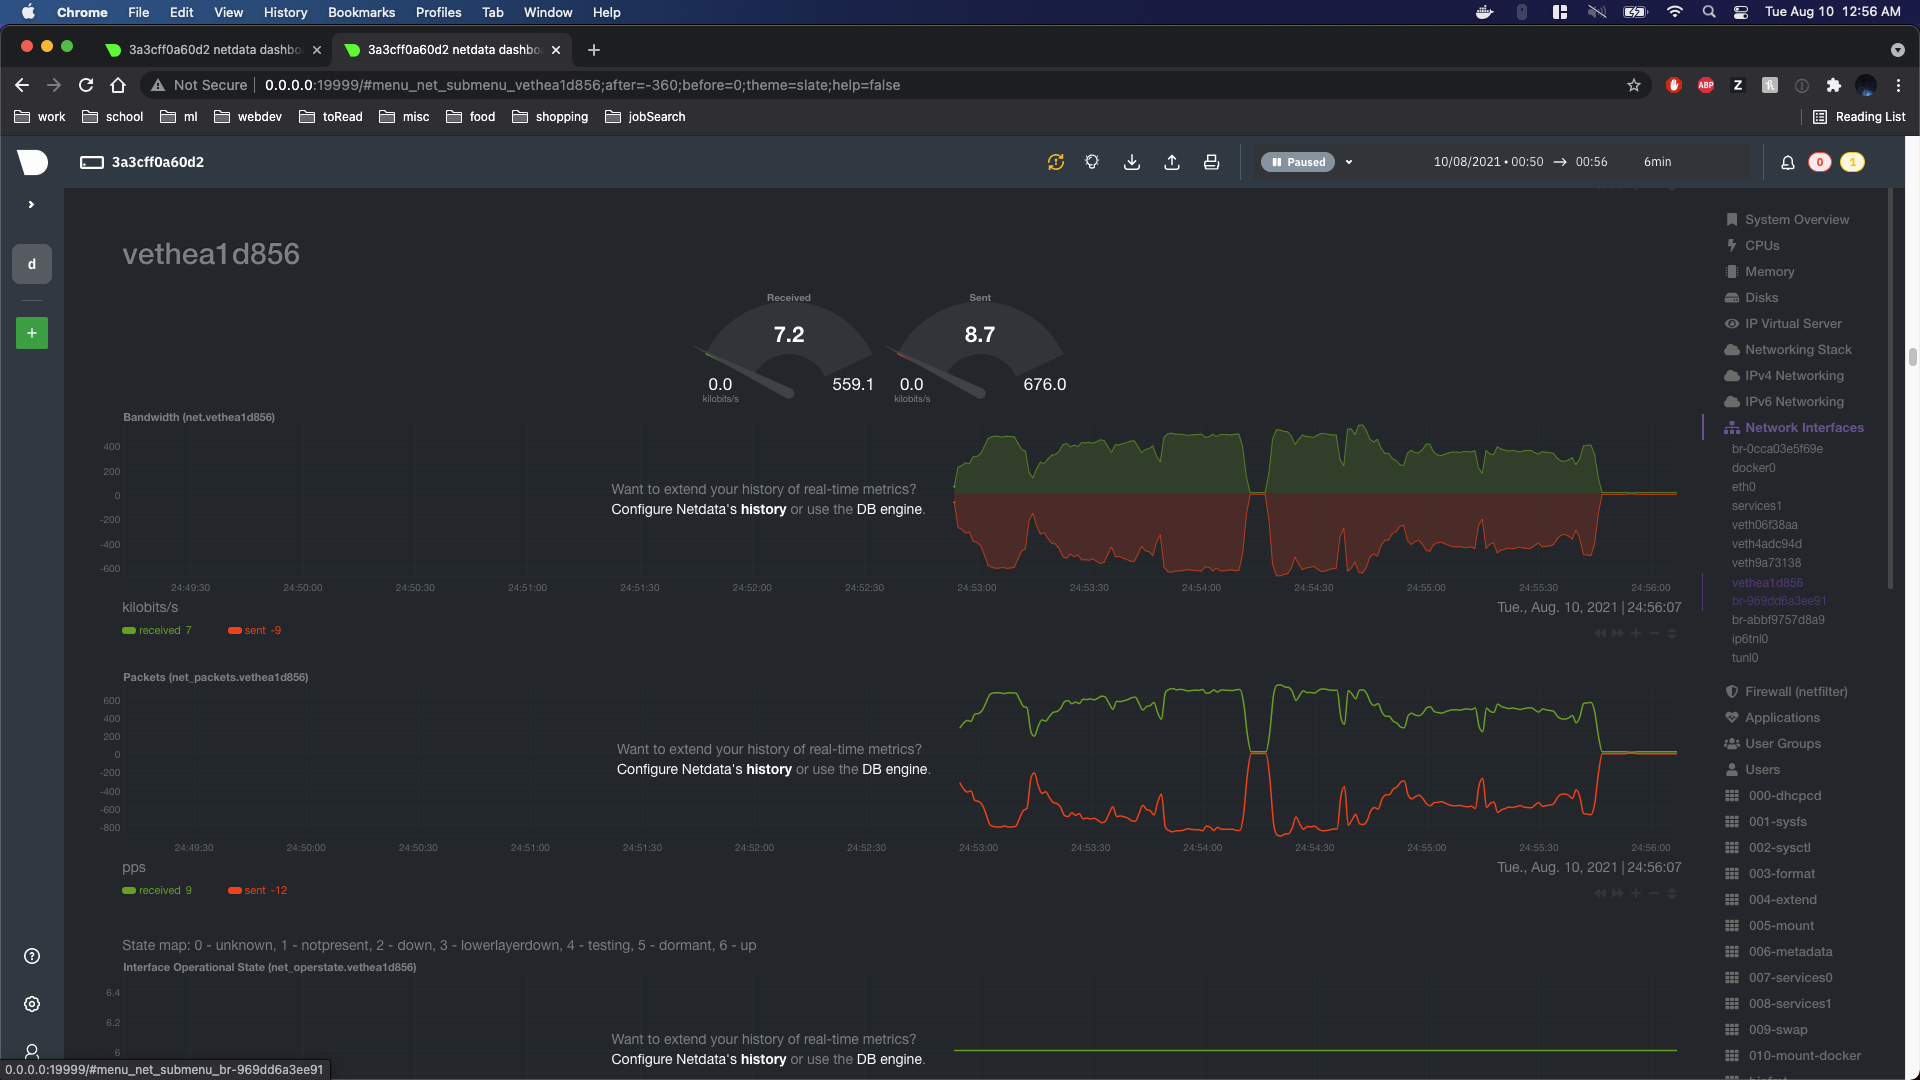 Chrome File Edit View History Bookmarks Profiles Tab Window Help Tue Aug 10 12:56 AM
3a3cff0a60d2 netdata dashbo 3a3cff0a60d2 netdata dashbo
Not Secure 0.0.0.0:19999/#menu_net_submenu_vethea1d856;after=-360;before=0;theme=slate;help=false ABP Z
work school ml webdev toRead misc food shopping jobSearch Reading List
3a3cff0a60d2 Paused 10/08/2021 • 00:50 → 00:56 6min 0 1
d
+
vethea1d856
Received Sent
7.2 8.7
0.0 559.1 0.0 676.0
kilobits/s kilobits/s
Bandwidth (net.vethea1d856)
400
200
0
-200
-400
-600
Want to extend your history of real-time metrics?
Configure Netdata's history or use the DB engine.
24:49:30 24:50:00 24:50:30 24:51:00 24:51:30 24:52:00 24:52:30 24:53:00 24:53:30 24:54:00 24:54:30 24:55:00 24:55:30 24:56:00
kilobits/s Tue., Aug. 10, 2021 | 24:56:07
received 7 sent -9
Packets (net_packets.vethea1d856)
600
400
200
0
-200
-400
-600
-800
Want to extend your history of real-time metrics?
Configure Netdata's history or use the DB engine.
24:49:30 24:50:00 24:50:30 24:51:00 24:51:30 24:52:00 24:52:30 24:53:00 24:53:30 24:54:00 24:54:30 24:55:00 24:55:30 24:56:00
pps Tue., Aug. 10, 2021 | 24:56:07
received 9 sent -12
State map: 0 - unknown, 1 - notpresent, 2 - down, 3 - lowerlayerdown, 4 - testing, 5 - dormant, 6 - up
Interface Operational State (net_operstate.vethea1d856)
6.4
6.2
6
Want to extend your history of real-time metrics?
Configure Netdata's history or use the DB engine.
System Overview
CPUs
Memory
Disks
IP Virtual Server
Networking Stack
IPv4 Networking
IPv6 Networking
Network Interfaces
br-0cca03e5f69e
docker0
eth0
services1
veth06f38aa
veth4adc94d
veth9a73138
vethea1d856
br-969dd6a3ee91
br-abbf9757d8a9
ip6tnl0
tunl0
Firewall (netfilter)
Applications
User Groups
Users
000-dhcpcd
001-sysfs
002-sysctl
003-format
004-extend
005-mount
006-metadata
007-services0
008-services1
009-swap
010-mount-docker
0.0.0.0:19999/#menu_net_submenu_br-969dd6a3ee91